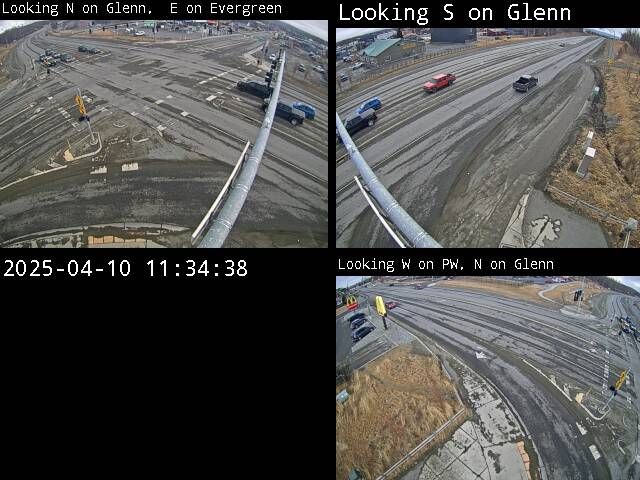 Looking N on Glenn,  E on Evergreen
Looking S on Glenn
2025-04-10 11:34:38
Looking W on PW, N on Glenn